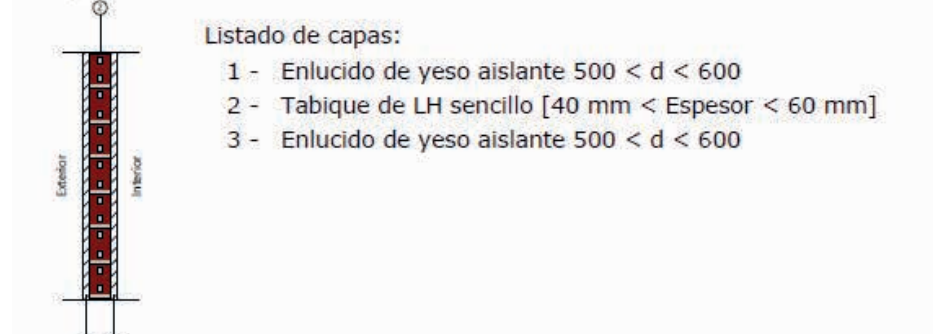 2
Listado de capas:
1 - Enlucido de yeso aislante 500 < d < 600
2 - Tabique de LH sencillo [40 mm < Espesor < 60 mm]
3 - Enlucido de yeso aislante 500 < d < 600
Exterior
Interior